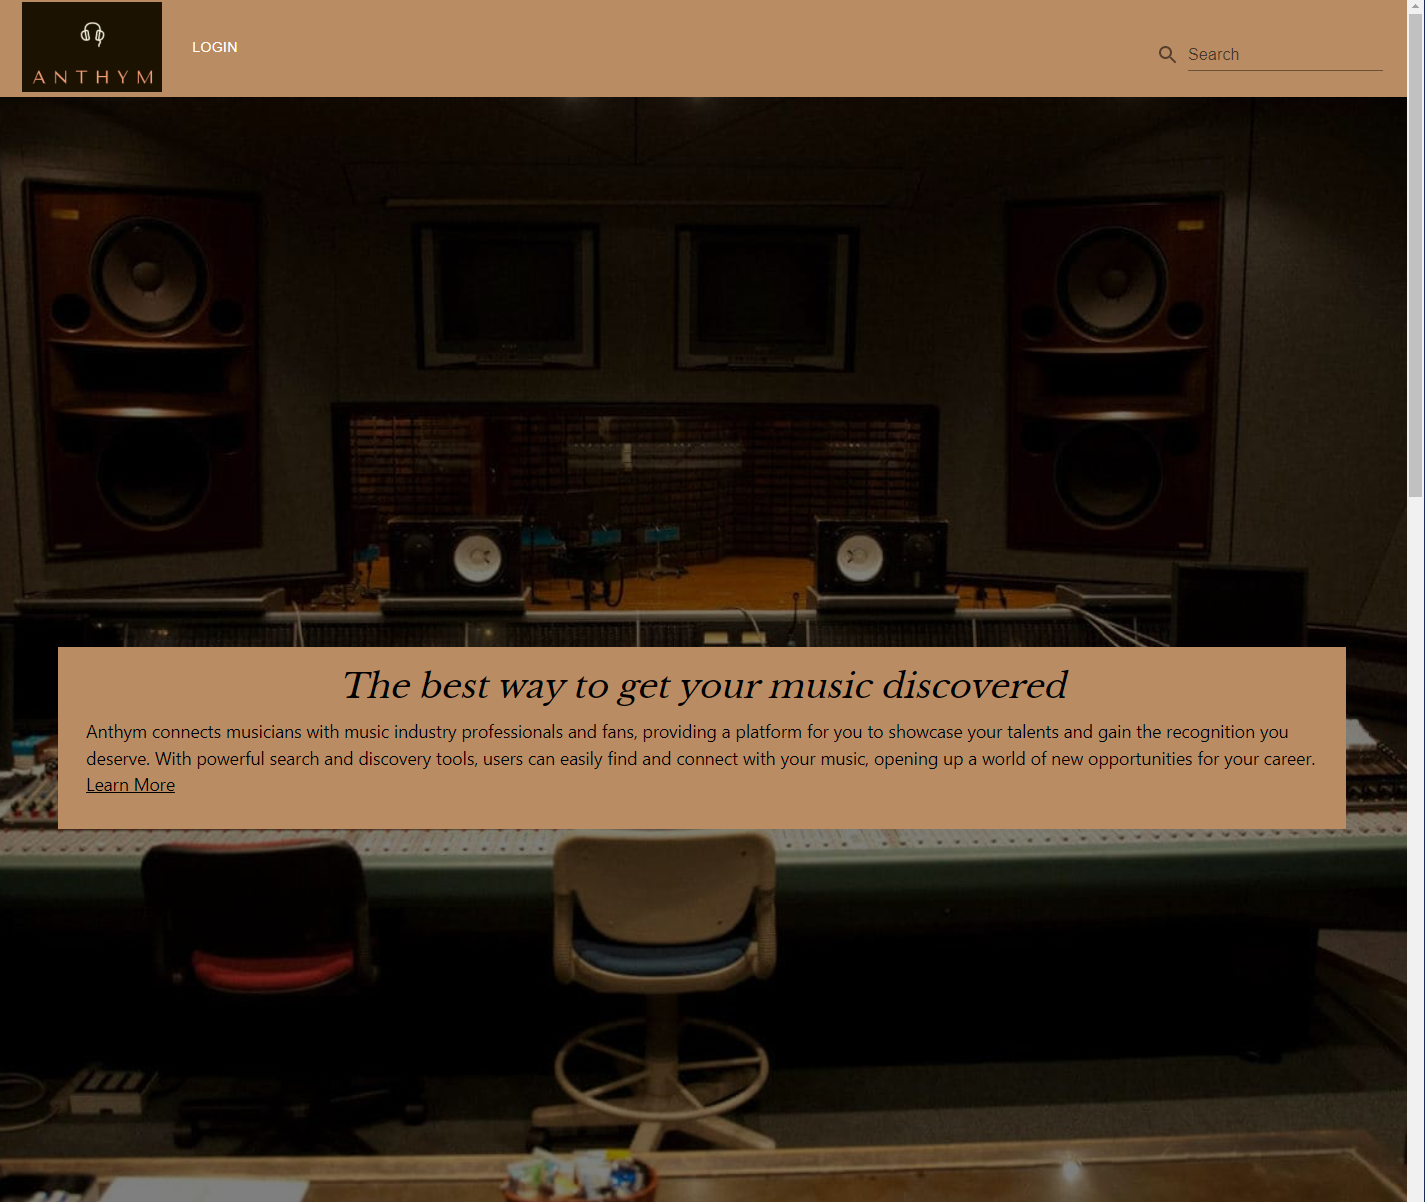 ANTHYM
LOGIN
Search
The best way to get your music discovered
Anthym connects musicians with music industry professionals and fans, providing a platform for you to showcase your talents and gain the recognition you
deserve. With powerful search and discovery tools, users can easily find and connect with your music, opening up a world of new opportunities for your career.
Learn More